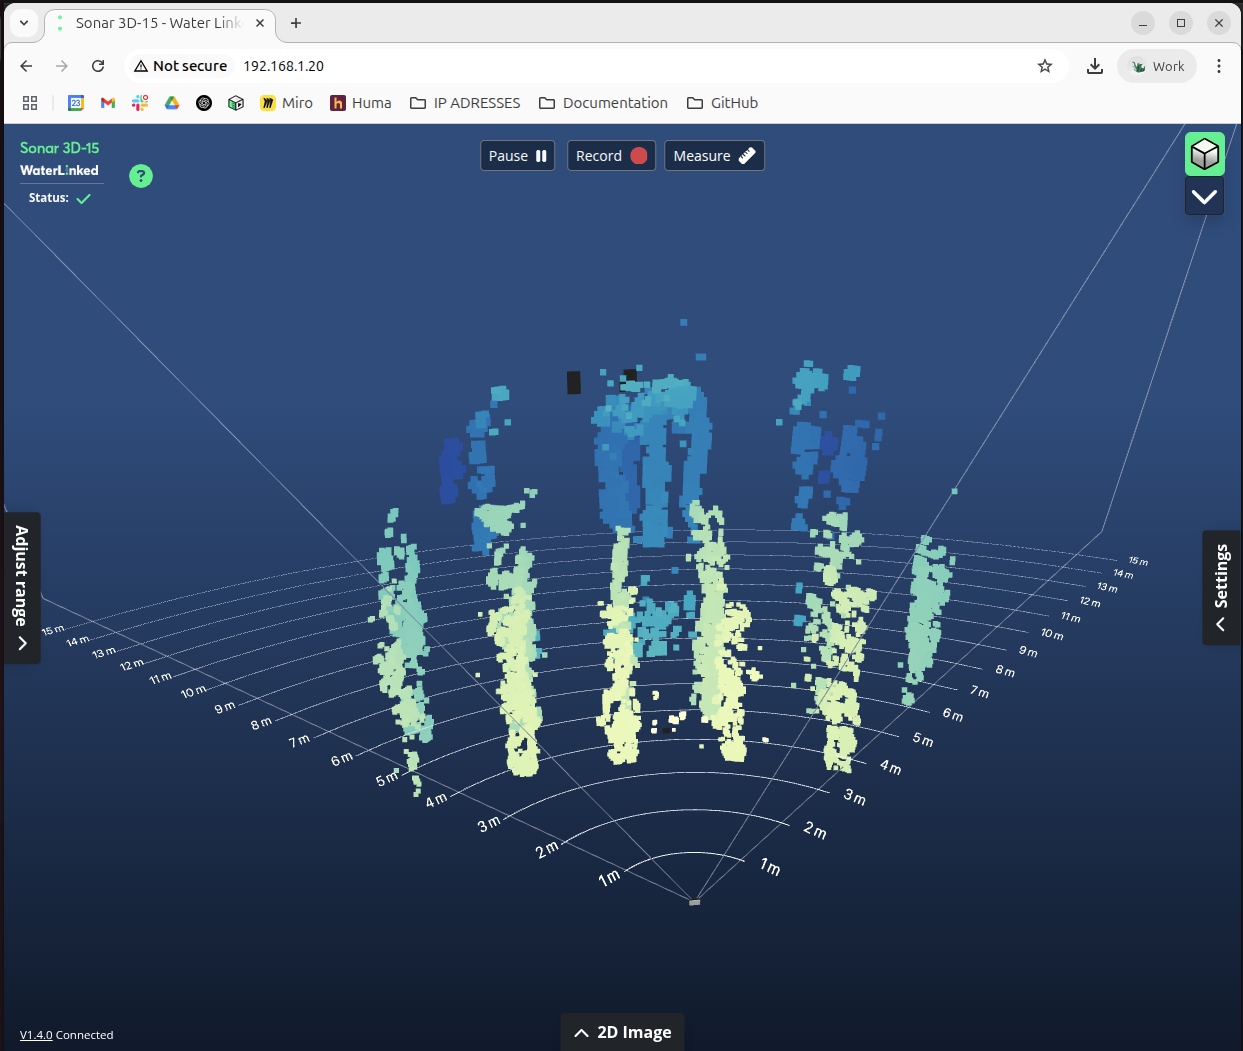 Sonar 3D-15 - Water Link
Not secure 192.168.1.20 Work
23 Miro h Huma IP ADRESSES Documentation GitHub
Sonar 3D-15
WaterLinked
?
Status:
Pause
Record
Measure
Adjust range
Settings
15 m
14 m
13 m
12 m
11 m
10 m
9 m
8 m
7 m
6 m
5 m
4 m
3 m
2 m
1 m
15 m
14 m
13 m
12 m
11 m
10 m
9 m
8 m
7 m
6 m
5 m
4 m
3 m
2 m
1 m
V1.4.0 Connected
2D Image